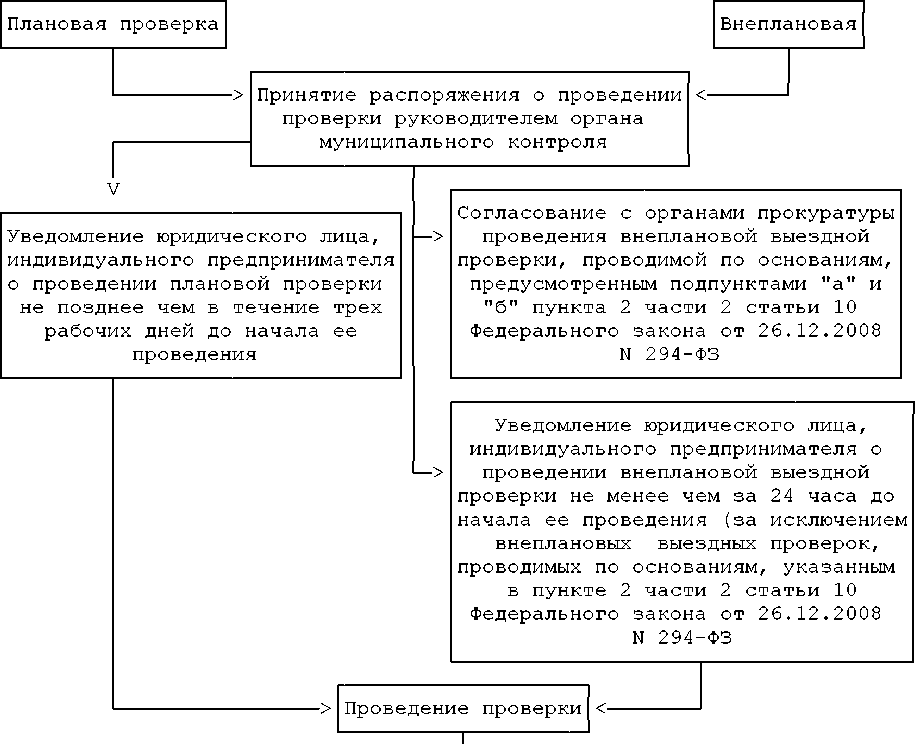 Плановая проверка
Внеплановая
Принятие распоряжения о проведении
проверки руководителем органа
муниципального контроля
Уведомление юридического лица,
индивидуального предпринимателя
о проведении плановой проверки
не позднее чем в течение трех
рабочих дней до начала ее
проведения
Согласование с органами прокуратуры
проведения внеплановой выездной
проверки, проводимой по основаниям,
предусмотренным подпунктами "а" и
"б" пункта 2 части 2 статьи 10
Федерального закона от 26.12.2008
N 294-ФЗ
Уведомление юридического лица,
индивидуального предпринимателя о
проведении внеплановой выездной
проверки не менее чем за 24 часа до
начала ее проведения (за исключением
внеплановых  выездных проверок,
проводимых по основаниям, указанным
в пункте 2 части 2 статьи 10
Федерального закона от 26.12.2008
N 294-ФЗ
Проведение проверки